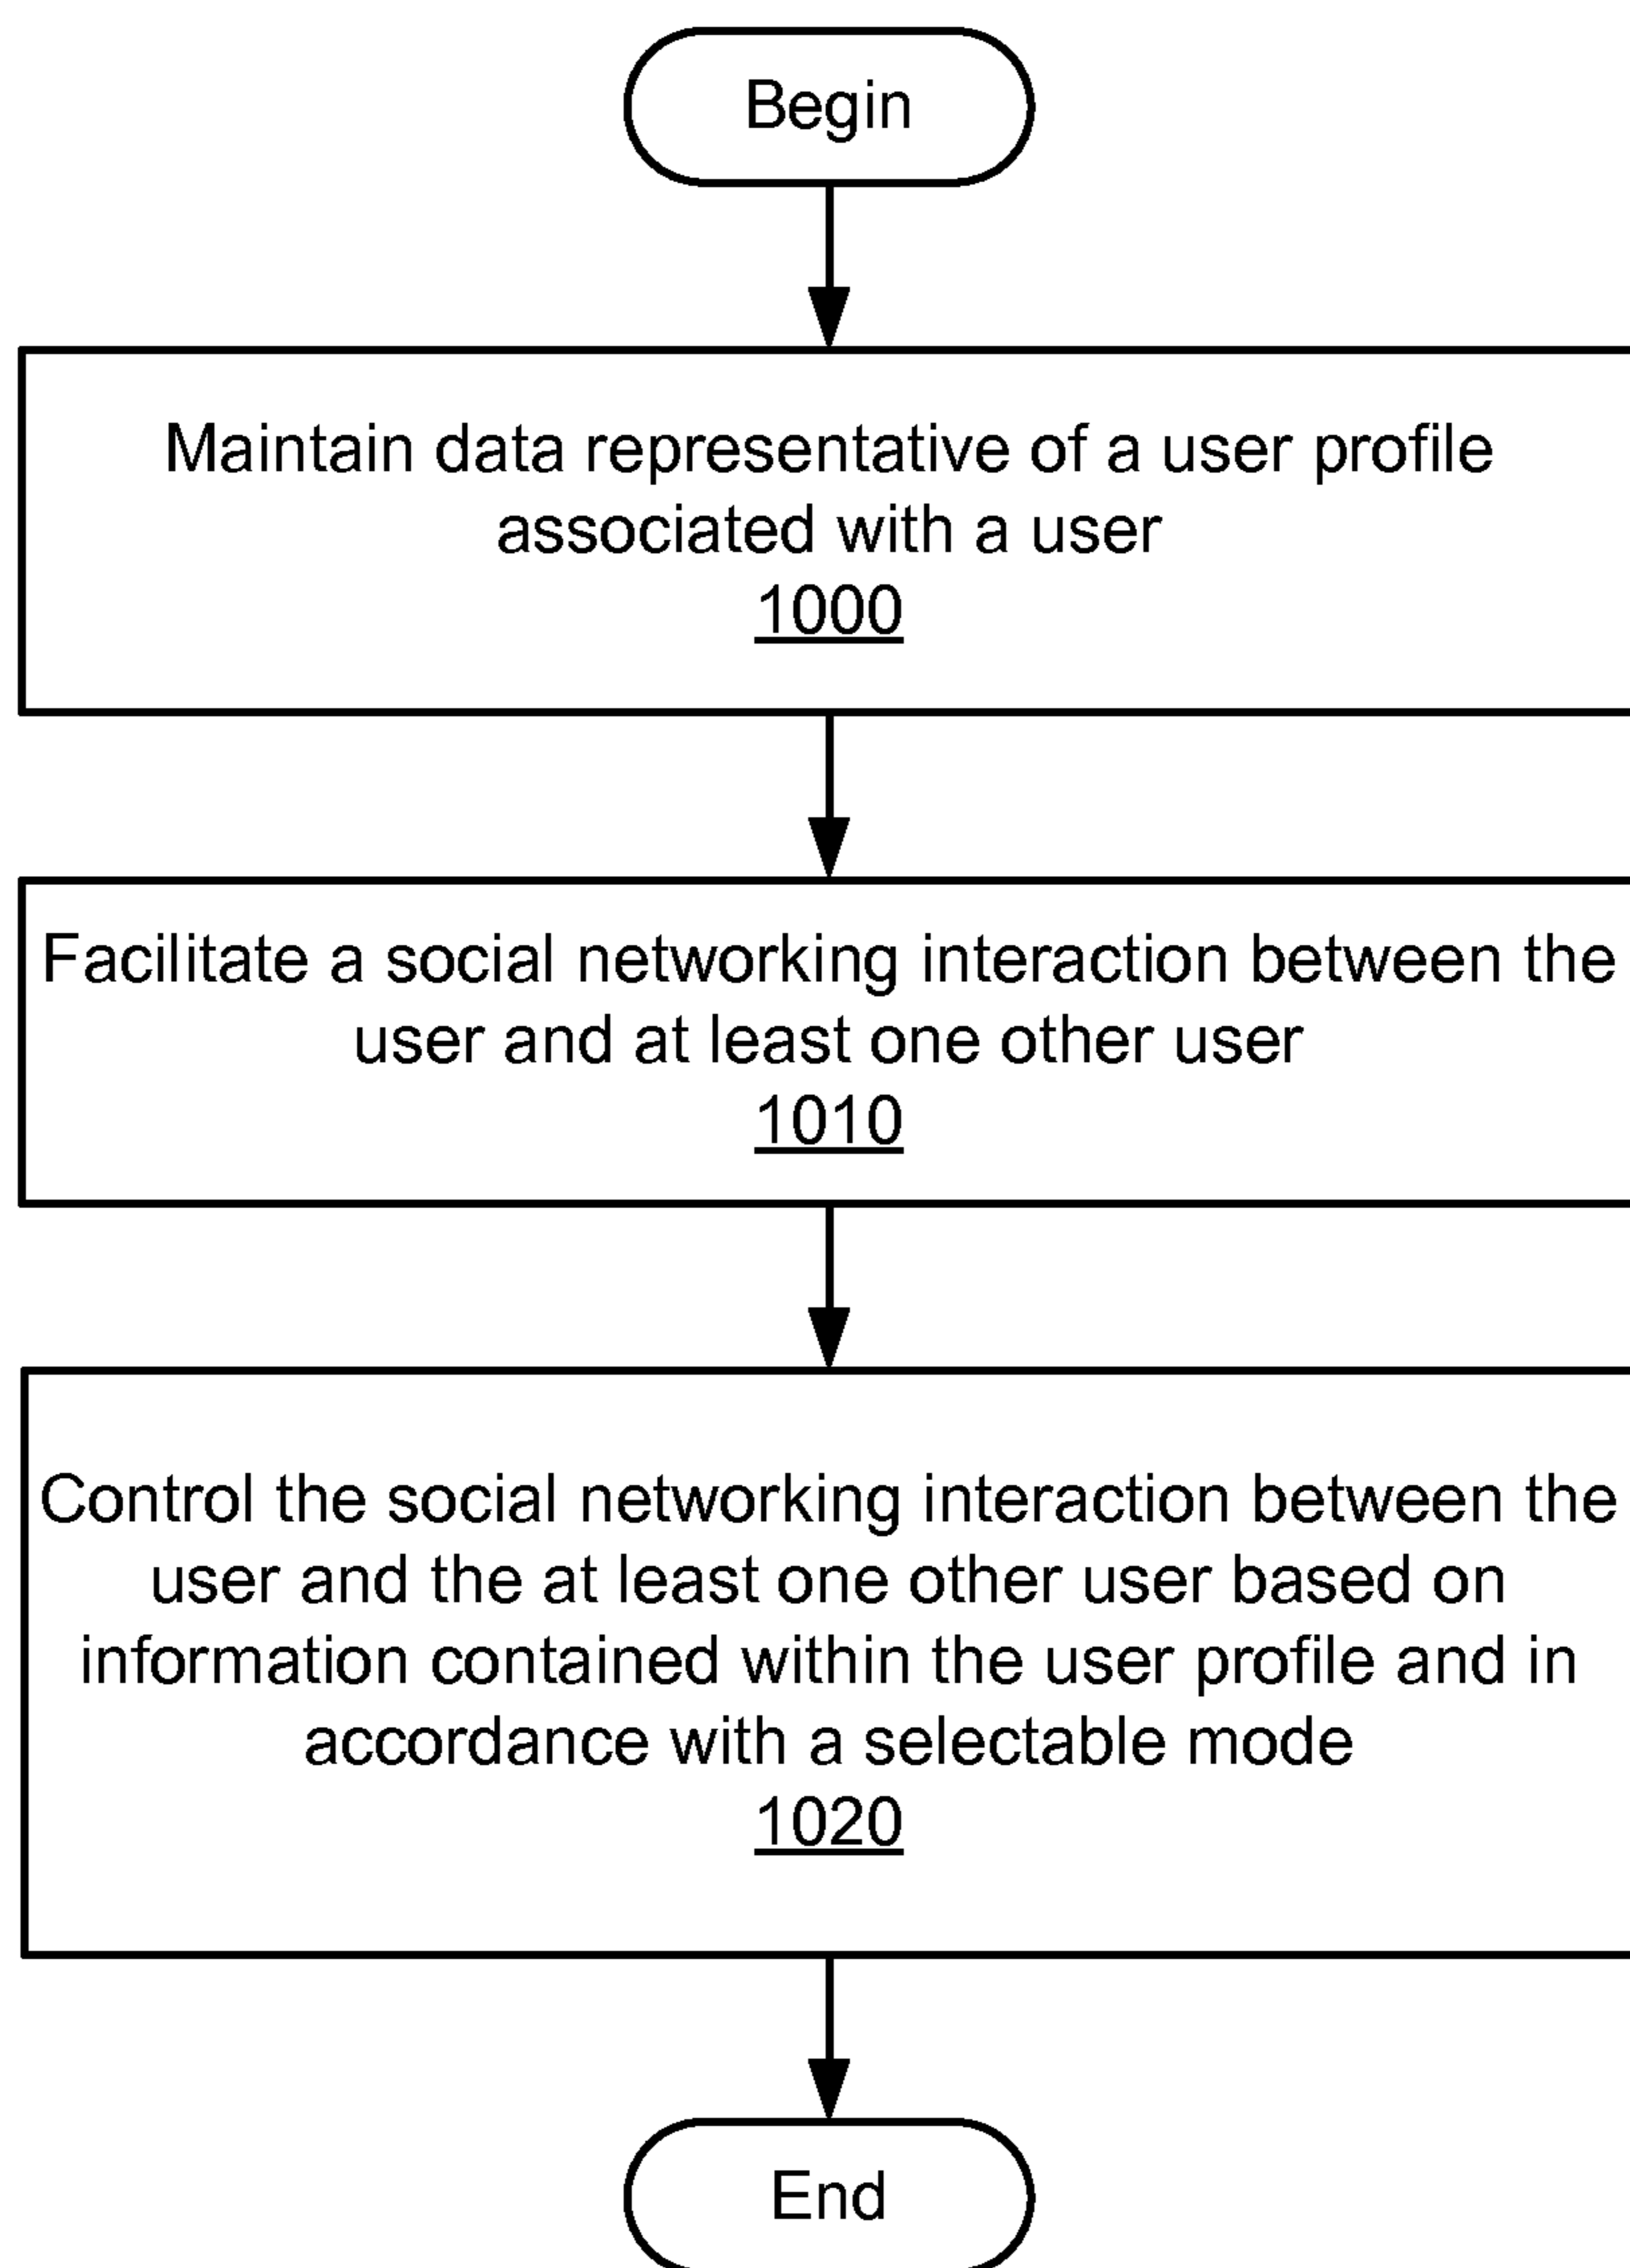 Begin
Maintain data representative of a user profile
associated with a user
1000
Facilitate a social networking interaction between the
user and at least one other user
1010
Control the social networking interaction between the
user and the at least one other user based on
information contained within the user profile and in
accordance with a selectable mode
1020
End